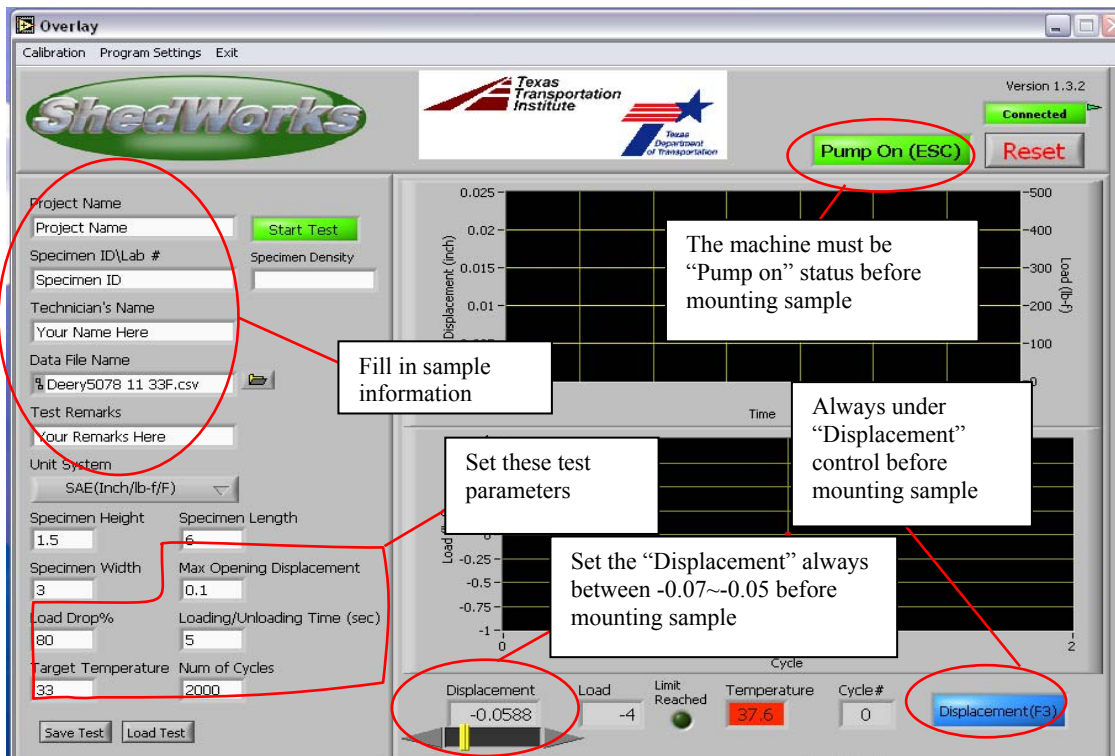 Overlay
Calibration Program Settings Exit
ShedWorks
Texas
Transportation
Institute
Texas
Department
of Transportation
Version 1.3.2
Connected
Pump On (ESC)
Reset
Project Name
Project Name
Start Test
Specimen ID\Lab #
Specimen Density
Specimen ID
Technician's Name
Your Name Here
Data File Name
Deery5078 11 33F.csv
Test Remarks
Your Remarks Here
Unit System
SAE(Inch/lb-f/F)
Specimen Height Specimen Length
1.5 6
Specimen Width Max Opening Displacement
3 0.1
Load Drop% Loading/Unloading Time (sec)
80 5
Target Temperature Num of Cycles
33 2000
Save Test Load Test
Fill in sample
information
Set these test
parameters
0.025
0.02
0.015
0.01
Displacement (inch)
500
400
300
200
100
0
Load (lb-f)
Time
The machine must be
“Pump on” status before
mounting sample
Always under
“Displacement”
control before
mounting sample
Set the “Displacement” always
between -0.07~-0.05 before
mounting sample
Load
-0.25
-0.5
-0.75
-1
0
2
Cycle
Displacement
-0.0588
Load
-4
Limit
Reached
Temperature
37.6
Cycle#
0
Displacement(F3)